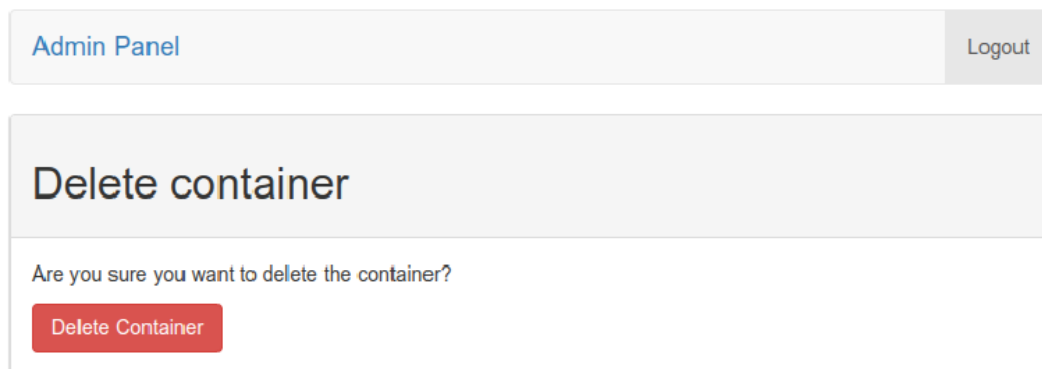 Admin Panel
Logout
Delete container
Are you sure you want to delete the container?
Delete Container